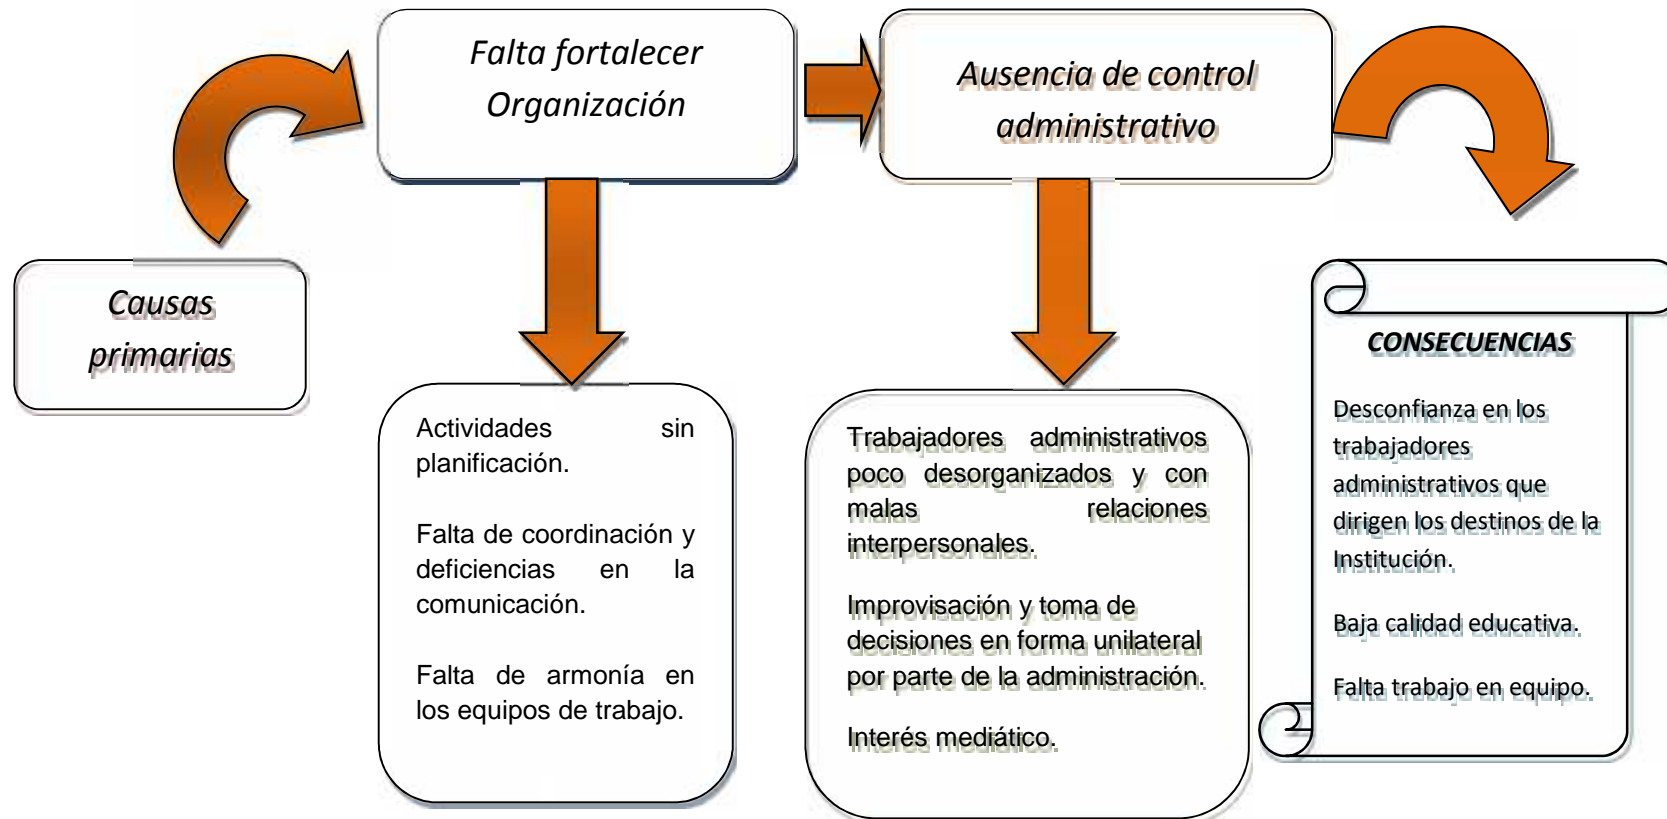 Falta fortalecer
Organización
Ausencia de control
administrativo
Causas
primarias
Actividades sin
planificación.
Falta de coordinación y
deficiencias en la
comunicación.
Falta de armonía en
los equipos de trabajo.
Trabajadores administrativos
poco desorganizados y con
malas relaciones
interpersonales.
Improvisación y toma de
decisiones en forma unilateral
por parte de la administración.
Interés mediático.
CONSECUENCIAS
Desconfianza en los
trabajadores
administrativos que
dirigen los destinos de la
Institución.
Baja calidad educativa.
Falta trabajo en equipo.